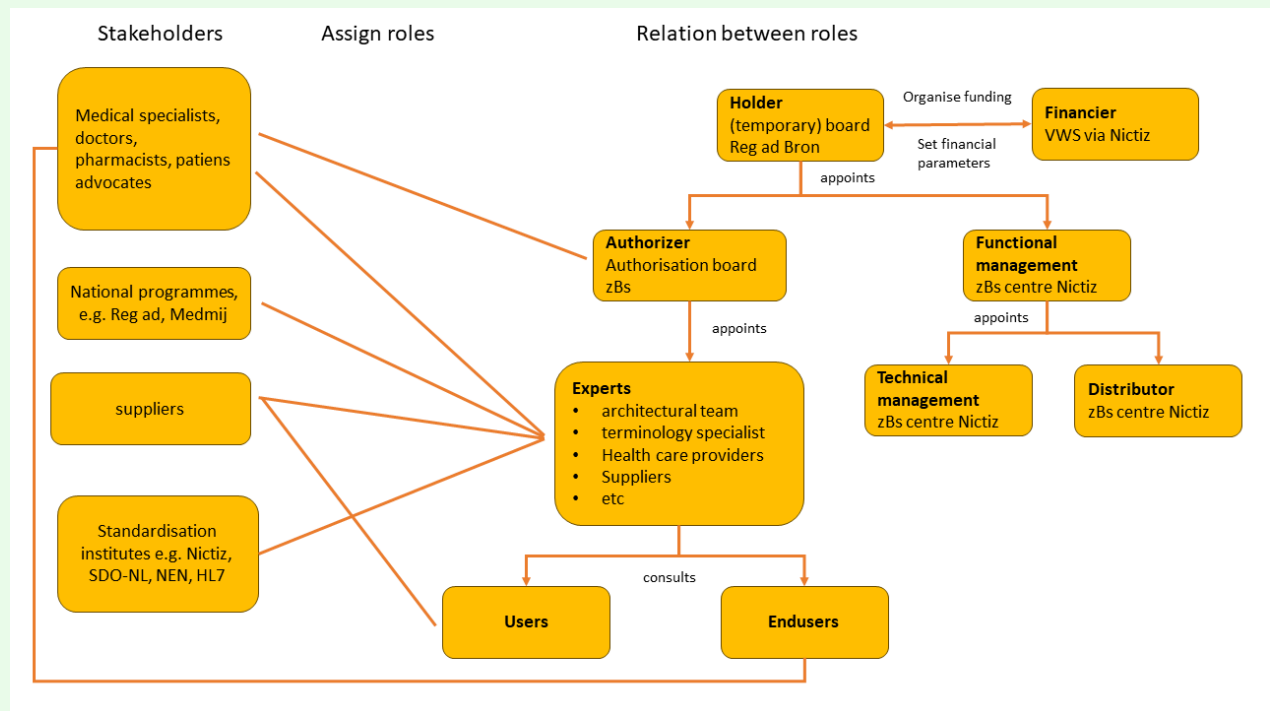 Stakeholders
Assign roles
Relation between roles
Medical specialists,
doctors,
pharmacists, patiens
advocates
National programmes,
e.g. Reg ad, Medmij)
suppliers
Standardisation
institutes e.g. Nictiz,
SDO-NL, NEN, HL7
Holder
(temporary) board
Reg ad Bron
Organise funding
Set financial
parameters
Financier
VWS via Nictiz
appoints
Authorizer
Authorisation board
zBs
Functional
management
zBs centre Nictiz
appoints
appoints
Technical
management
zBs centre Nictiz
Distributor
zBs centre Nictiz
Experts
• architectural team
• terminology specialist
• Health care providers
• Suppliers
• etc
consults
Users
Endusers